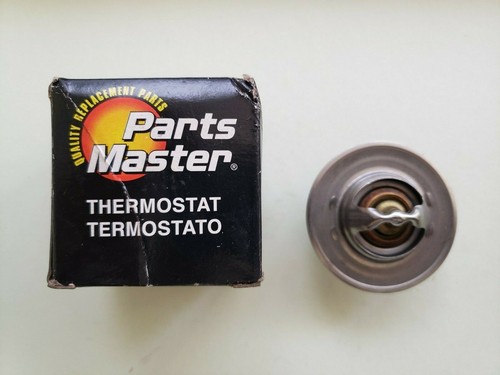 QUALITY REPLACEMENT PARTS
Parts
Master®
THERMOSTAT
TERMOSTATO